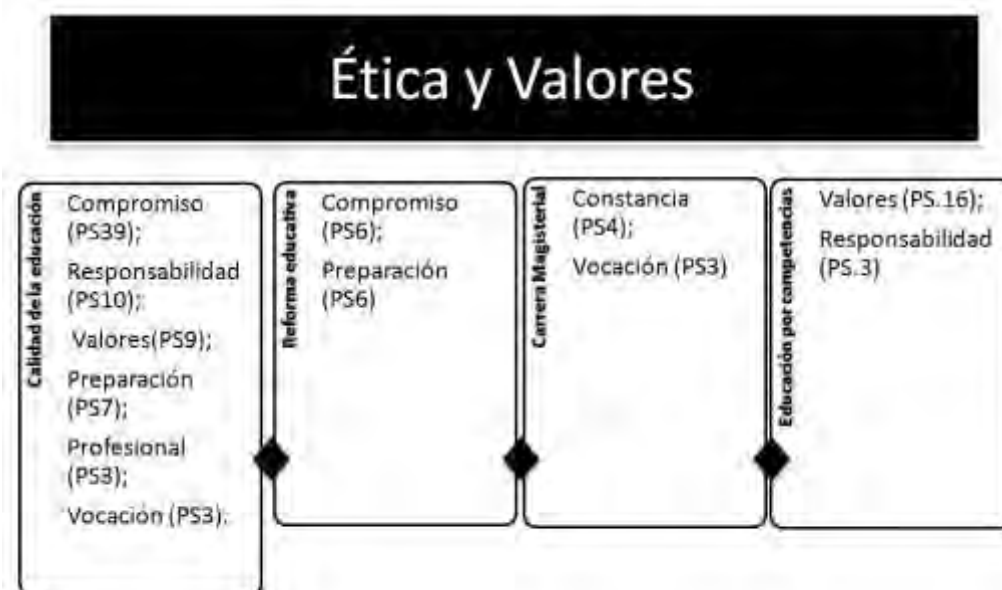 Ética y Valores
Calidad de la educación
Compromiso
(PS39);
Responsabilidad
(PS10);
Valores(PS9);
Preparación
(PS7);
Profesional
(PS3);
Vocación (PS3).
Reforma educativa
Compromiso
(PS6);
Preparación
(PS6)
Carrera Magisterial
Constancia
(PS4);
Vocación (PS3)
Educación por competencias
Valores (PS.16);
Responsabilidad
(PS.3)